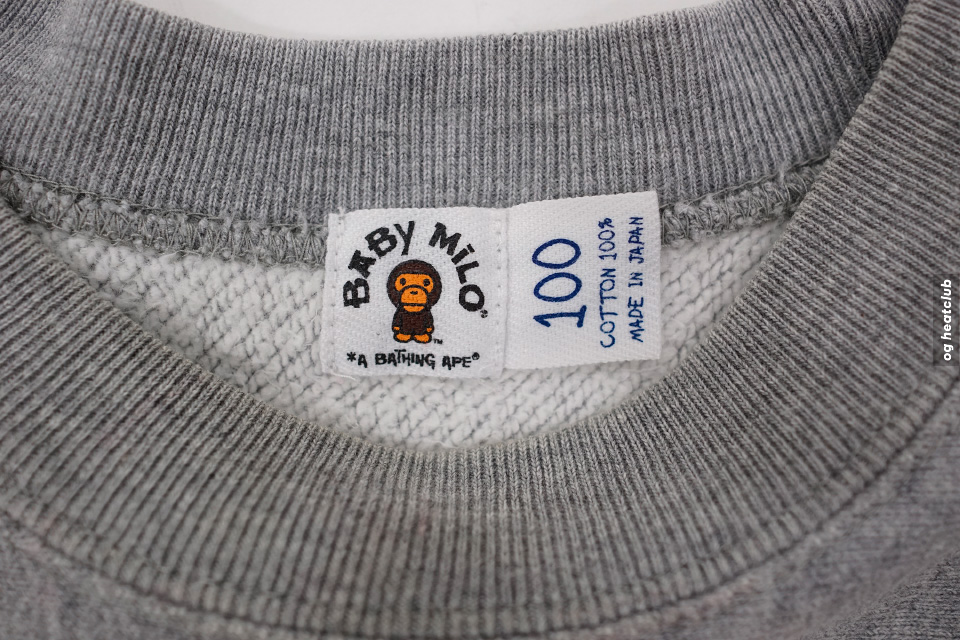 BABY MiLO®
™
*A BATHING APE®
100
COTTON 100%
MADE IN JAPAN
og heatclub